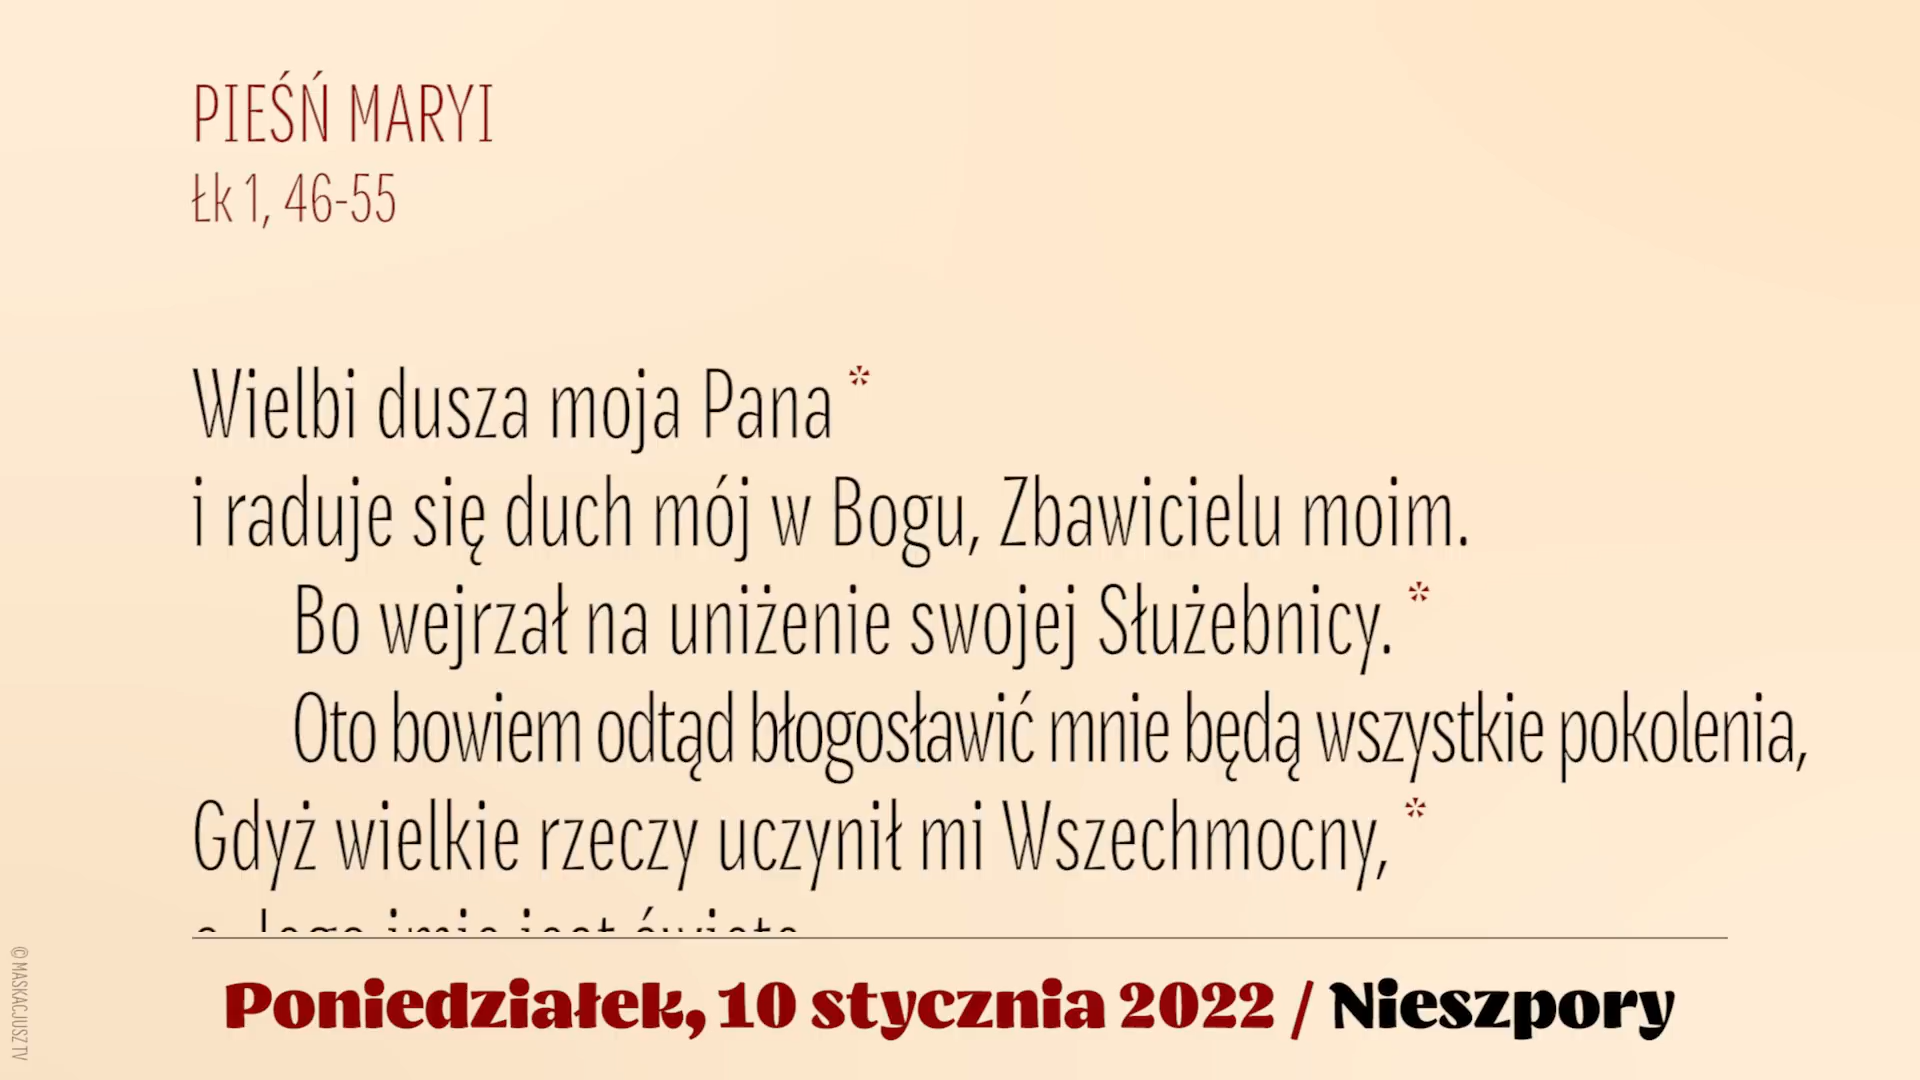 PIEŚŃ MARYI
Łk 1, 46-55
Wielbi dusza moja Pana *
i raduje się duch mój w Bogu, Zbawicielu moim.
Bo wejrzał na uniżenie swojej Służebnicy. *
Oto bowiem odtąd błogosławić mnie będą wszystkie pokolenia,
Gdyż wielkie rzeczy uczynił mi Wszechmocny, *
Poniedziałek, 10 stycznia 2022 / Nieszpory
© MASKACJUSZ TV